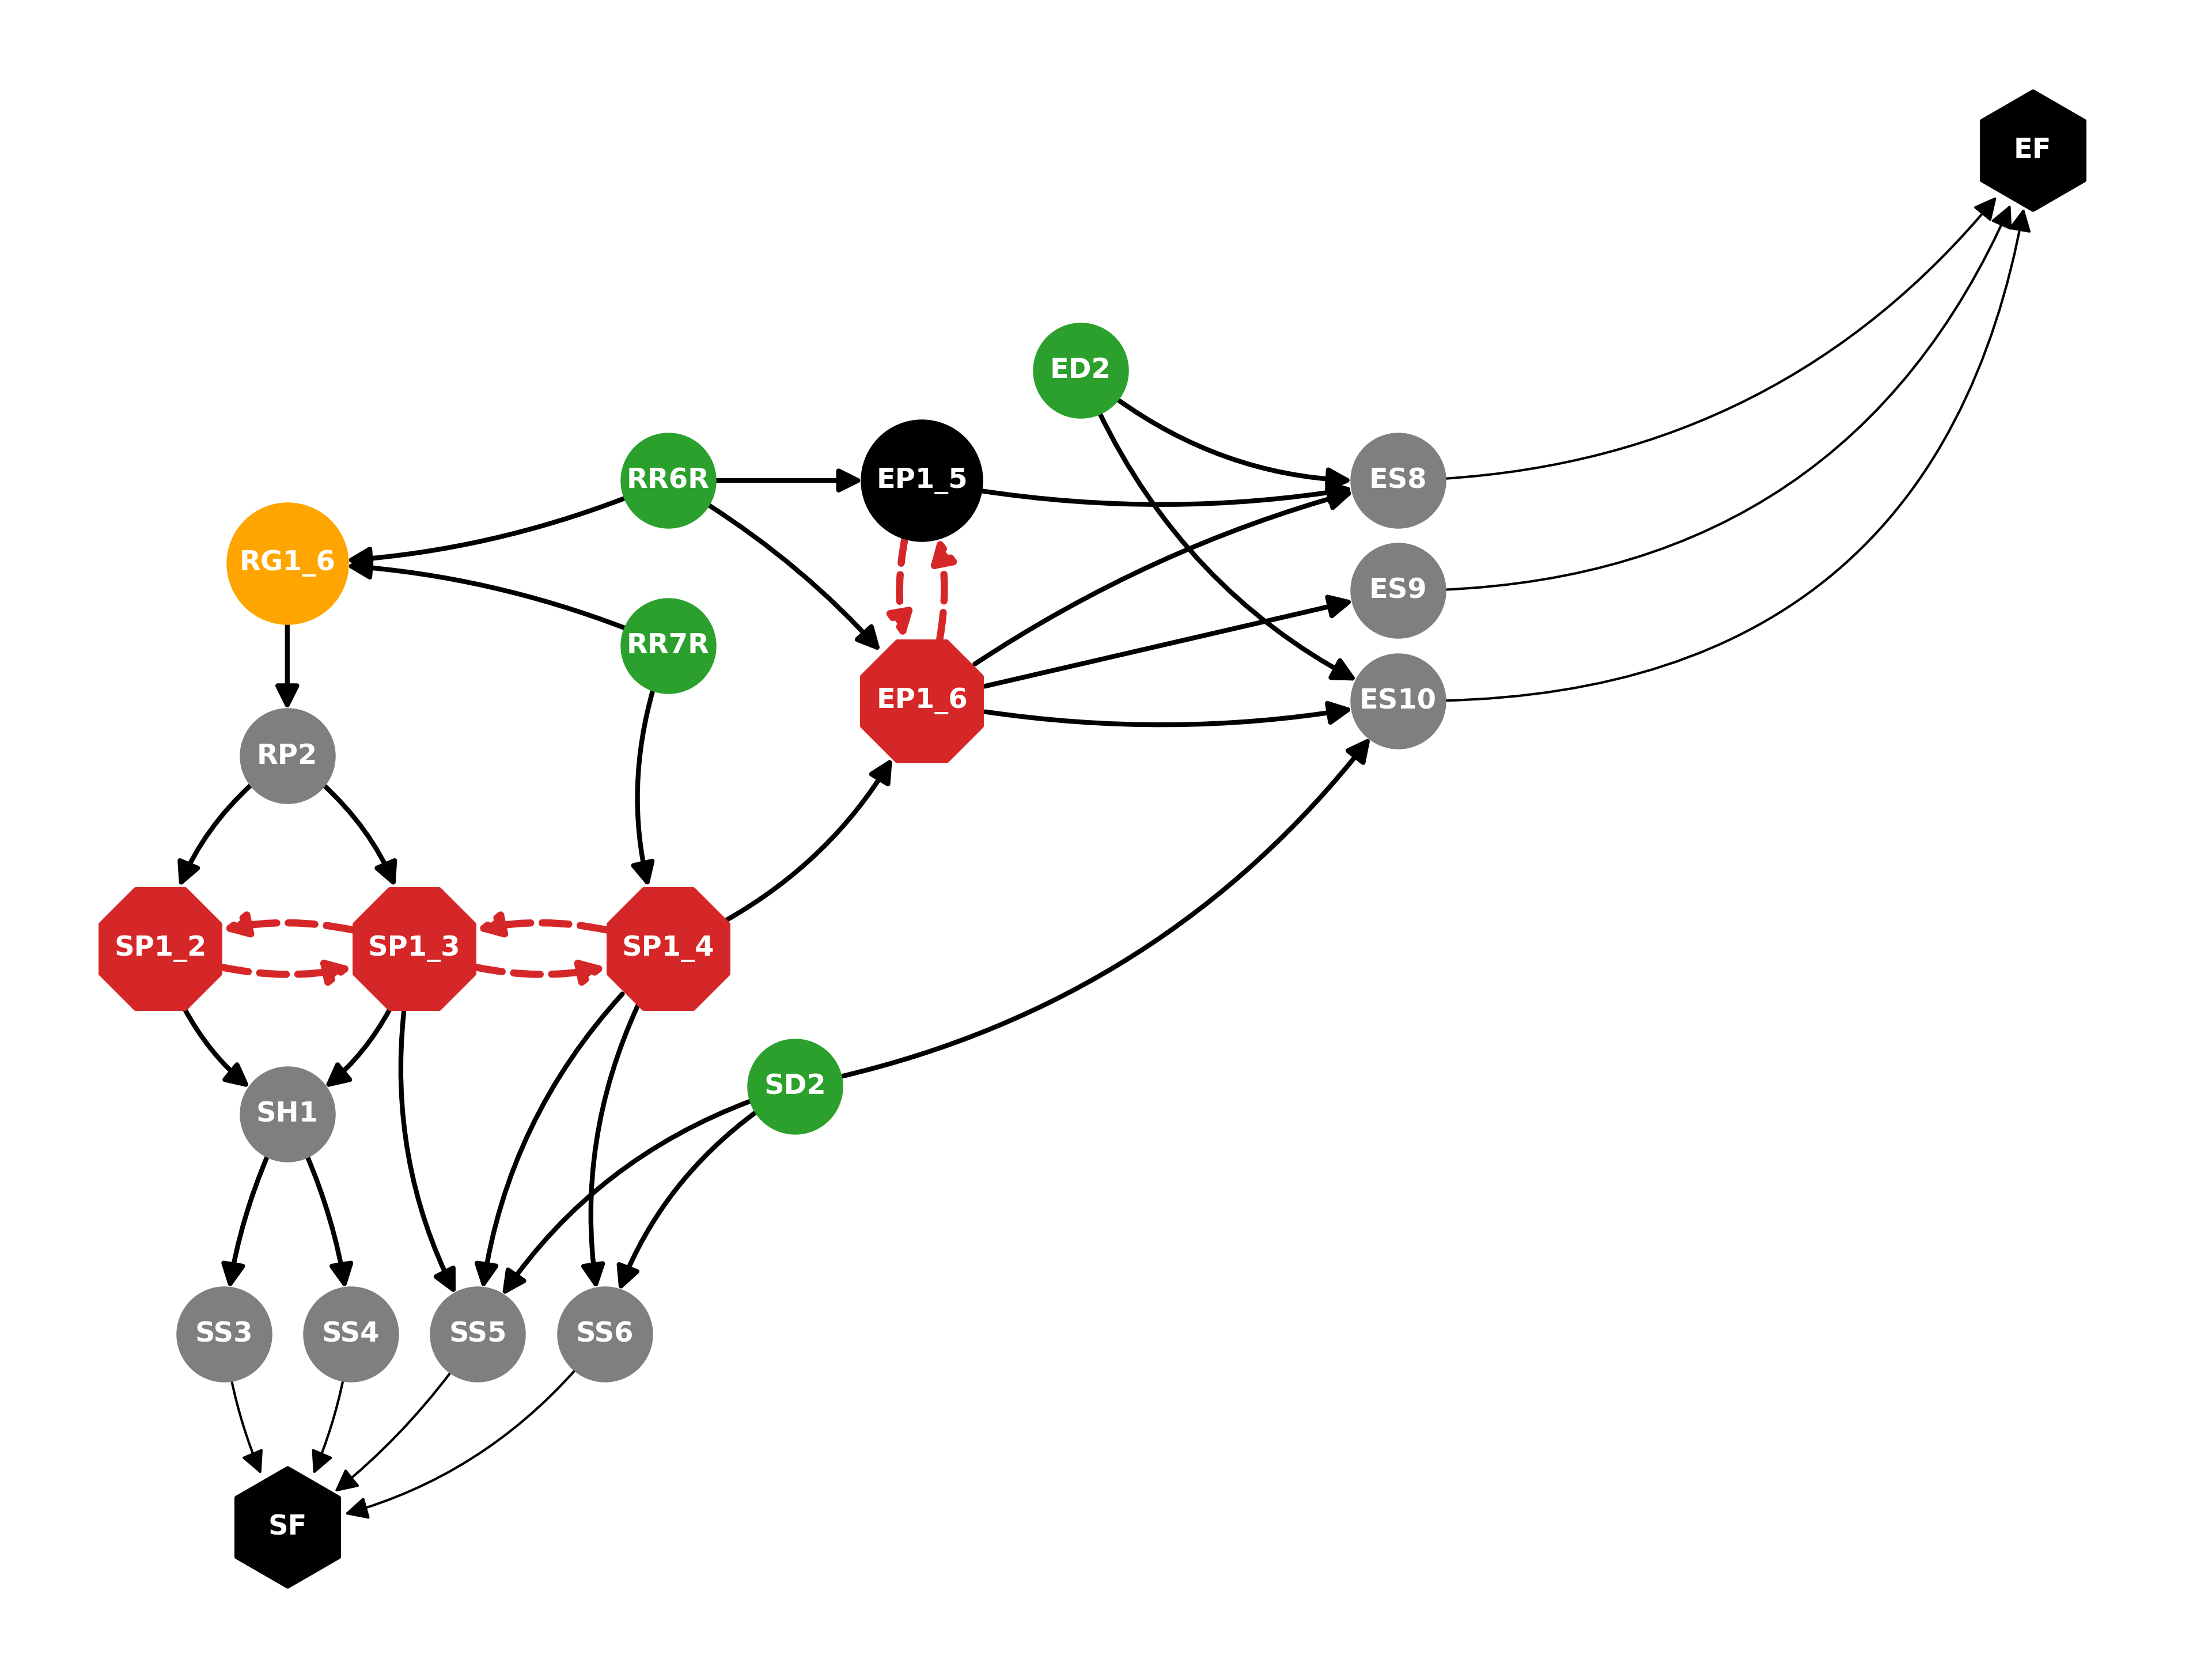 EF
ED2
RR6R
EP1_5
ES8
RG1_6
ES9
RR7R
EP1_6
ES10
RP2
SP1_2
SP1_3
SP1_4
SD2
SH1
SS3
SS4
SS5
SS6
SF